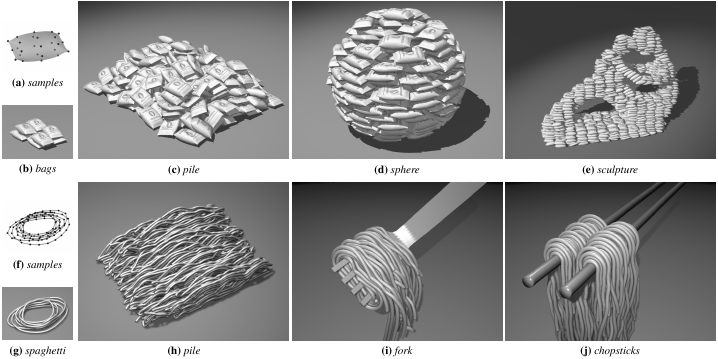 (a) samples
(b) bags
(c) pile
(d) sphere
(e) sculpture
(f) samples
(g) spaghetti
(h) pile
(i) fork
(j) chopsticks